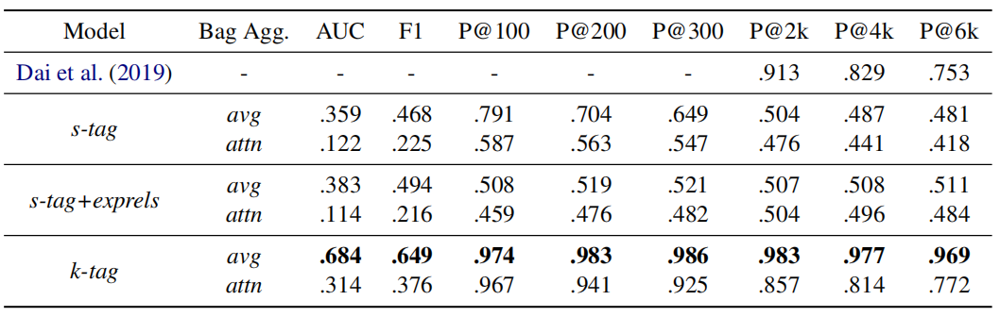 Model Bag Agg. AUC F1 P@100 P@200 P@300 P@2k P@4k P@6k
Dai et al. (2019) - - - - - - .913 .829 .753
s-tag avg .359 .468 .791 .704 .649 .504 .487 .481
attn .122 .225 .587 .563 .547 .476 .441 .418
s-tag+exprels avg .383 .494 .508 .519 .521 .507 .508 .511
attn .114 .216 .459 .476 .482 .504 .496 .484
k-tag avg .684 .649 .974 .983 .986 .983 .977 .969
attn .314 .376 .967 .941 .925 .857 .814 .772